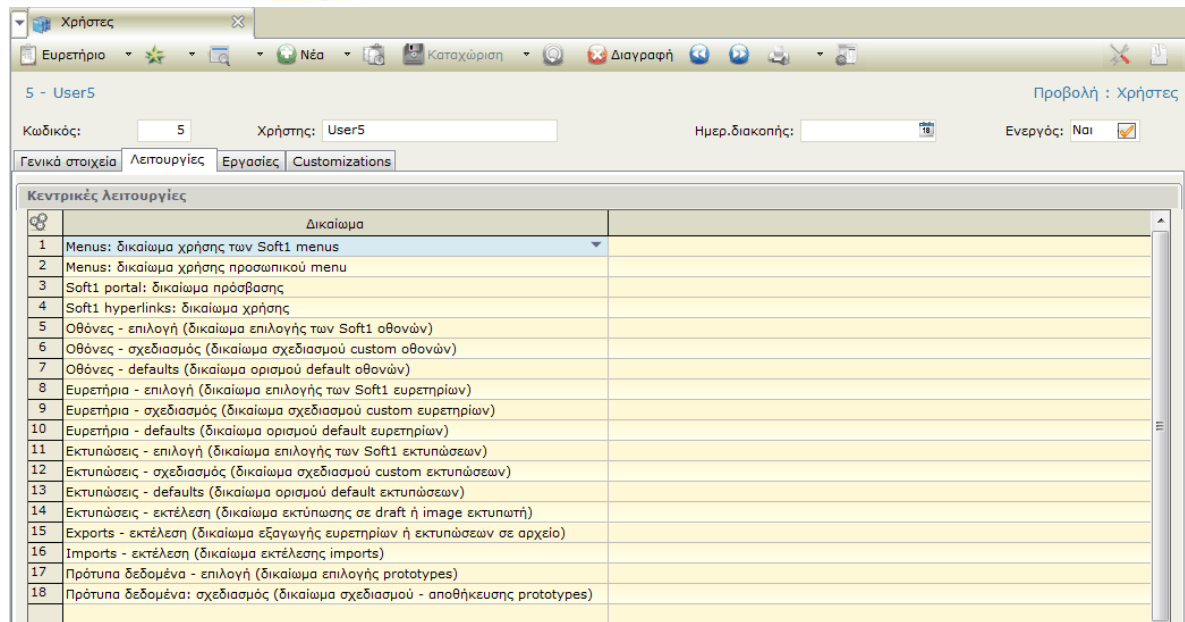 Χρήστες
Ευρετήριο Νέα Καταχώριση Διαγραφή
5 - User5 Προβολή : Χρήστες
Κωδικός: 5 Χρήστης: User5 Ημερ.διακοπής: 18 Ενεργός: Ναι
Γενικά στοιχεία Λειτουργίες Εργασίες Customizations
Κεντρικές λειτουργίες
Δικαίωμα
1 Menus: δικαίωμα χρήσης των Soft1 menus
2 Menus: δικαίωμα χρήσης προσωπικού menu
3 Soft1 portal: δικαίωμα πρόσβασης
4 Soft1 hyperlinks: δικαίωμα χρήσης
5 Οθόνες - επιλογή (δικαίωμα επιλογής των Soft1 οθονών)
6 Οθόνες - σχεδιασμός (δικαίωμα σχεδιασμού custom οθονών)
7 Οθόνες - defaults (δικαίωμα ορισμού default οθονών)
8 Ευρετήρια - επιλογή (δικαίωμα επιλογής των Soft1 ευρετηρίων)
9 Ευρετήρια - σχεδιασμός (δικαίωμα σχεδιασμού custom ευρετηρίων)
10 Ευρετήρια - defaults (δικαίωμα ορισμού default ευρετηρίων)
11 Εκτυπώσεις - επιλογή (δικαίωμα επιλογής των Soft1 εκτυπώσεων)
12 Εκτυπώσεις - σχεδιασμός (δικαίωμα σχεδιασμού custom εκτυπώσεων)
13 Εκτυπώσεις - defaults (δικαίωμα ορισμού default εκτυπώσεων)
14 Εκτυπώσεις - εκτέλεση (δικαίωμα εκτύπωσης σε draft ή image εκτυπωτή)
15 Exports - εκτέλεση (δικαίωμα εξαγωγής ευρετηρίων ή εκτυπώσεων σε αρχείο)
16 Imports - εκτέλεση (δικαίωμα εκτέλεσης imports)
17 Πρότυπα δεδομένα - επιλογή (δικαίωμα επιλογής prototypes)
18 Πρότυπα δεδομένα: σχεδιασμός (δικαίωμα σχεδιασμού - αποθήκευσης prototypes)